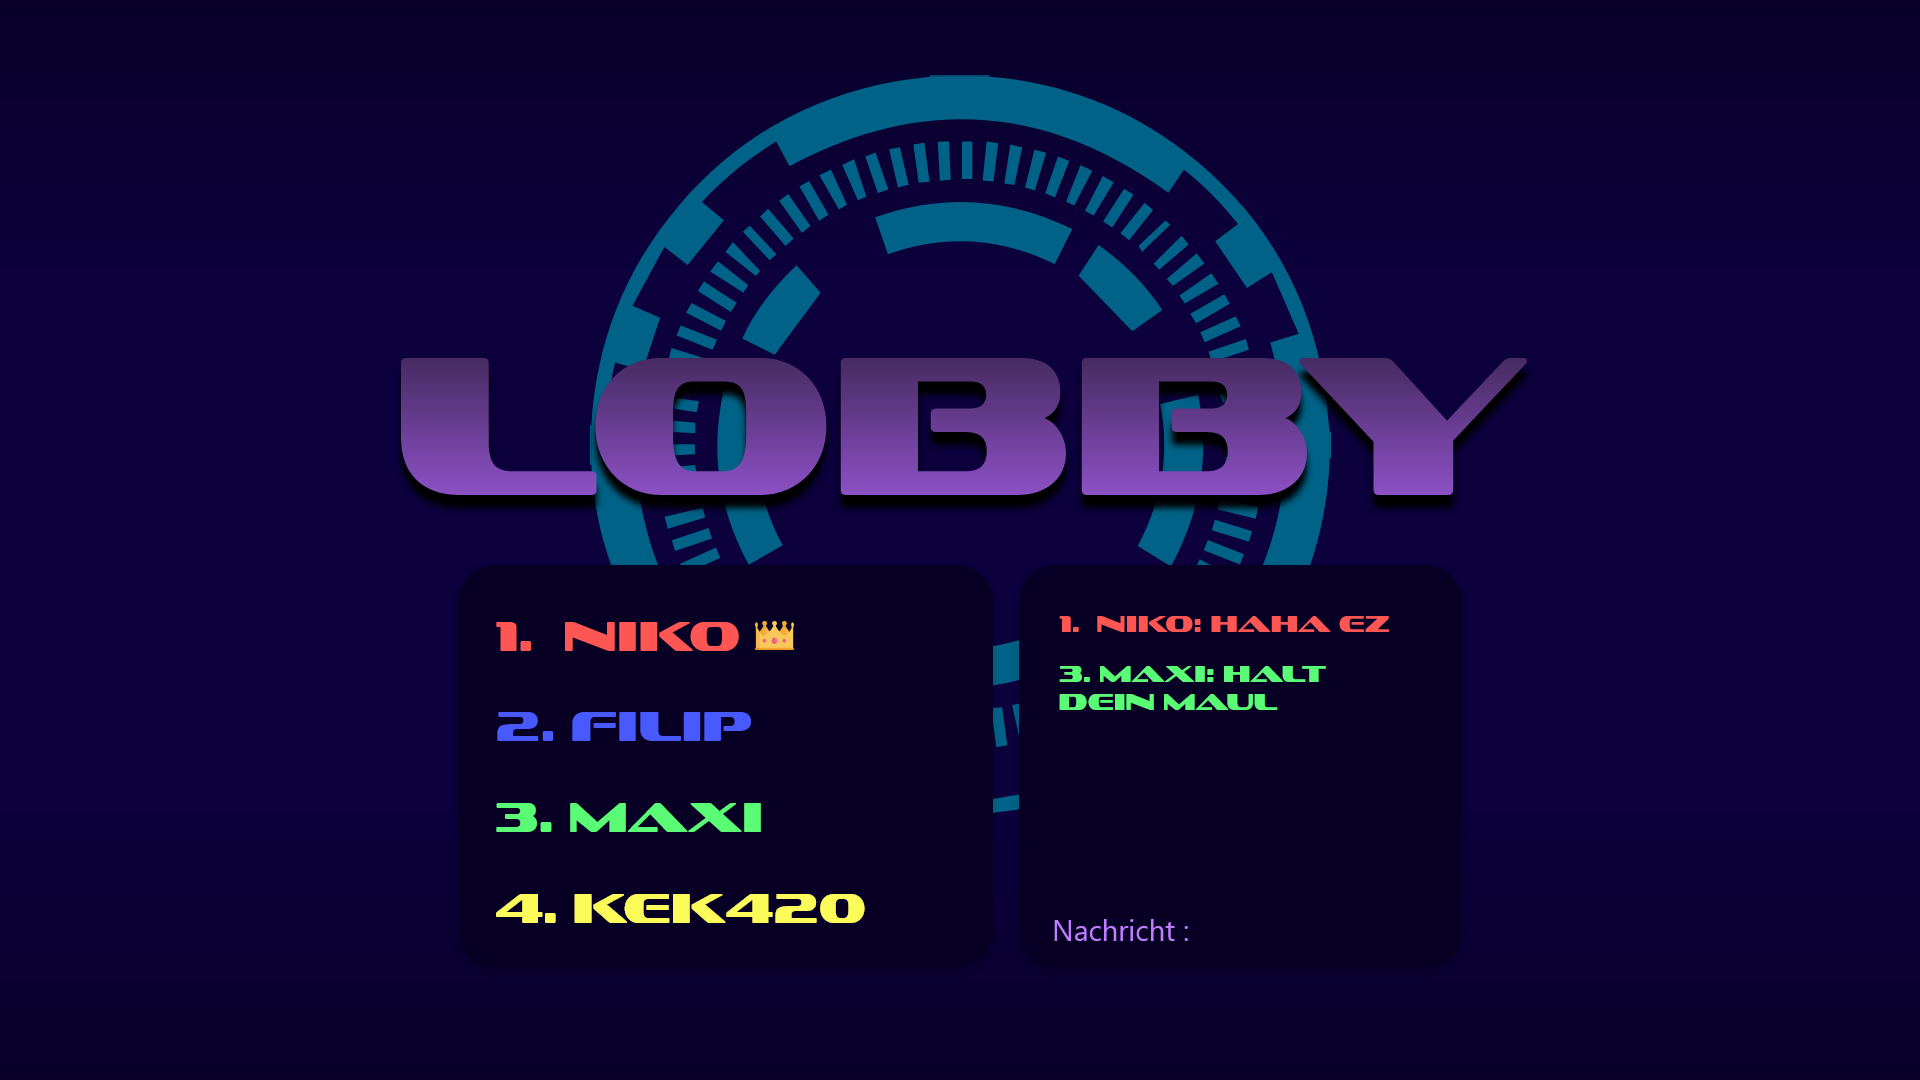 LOBBY
1. NIKO 👑
2. FILIP
3. MAXI
4. KEK420
1. NIKO: HAHA EZ
3. MAXI: HALT
DEIN MAUL
Nachricht :